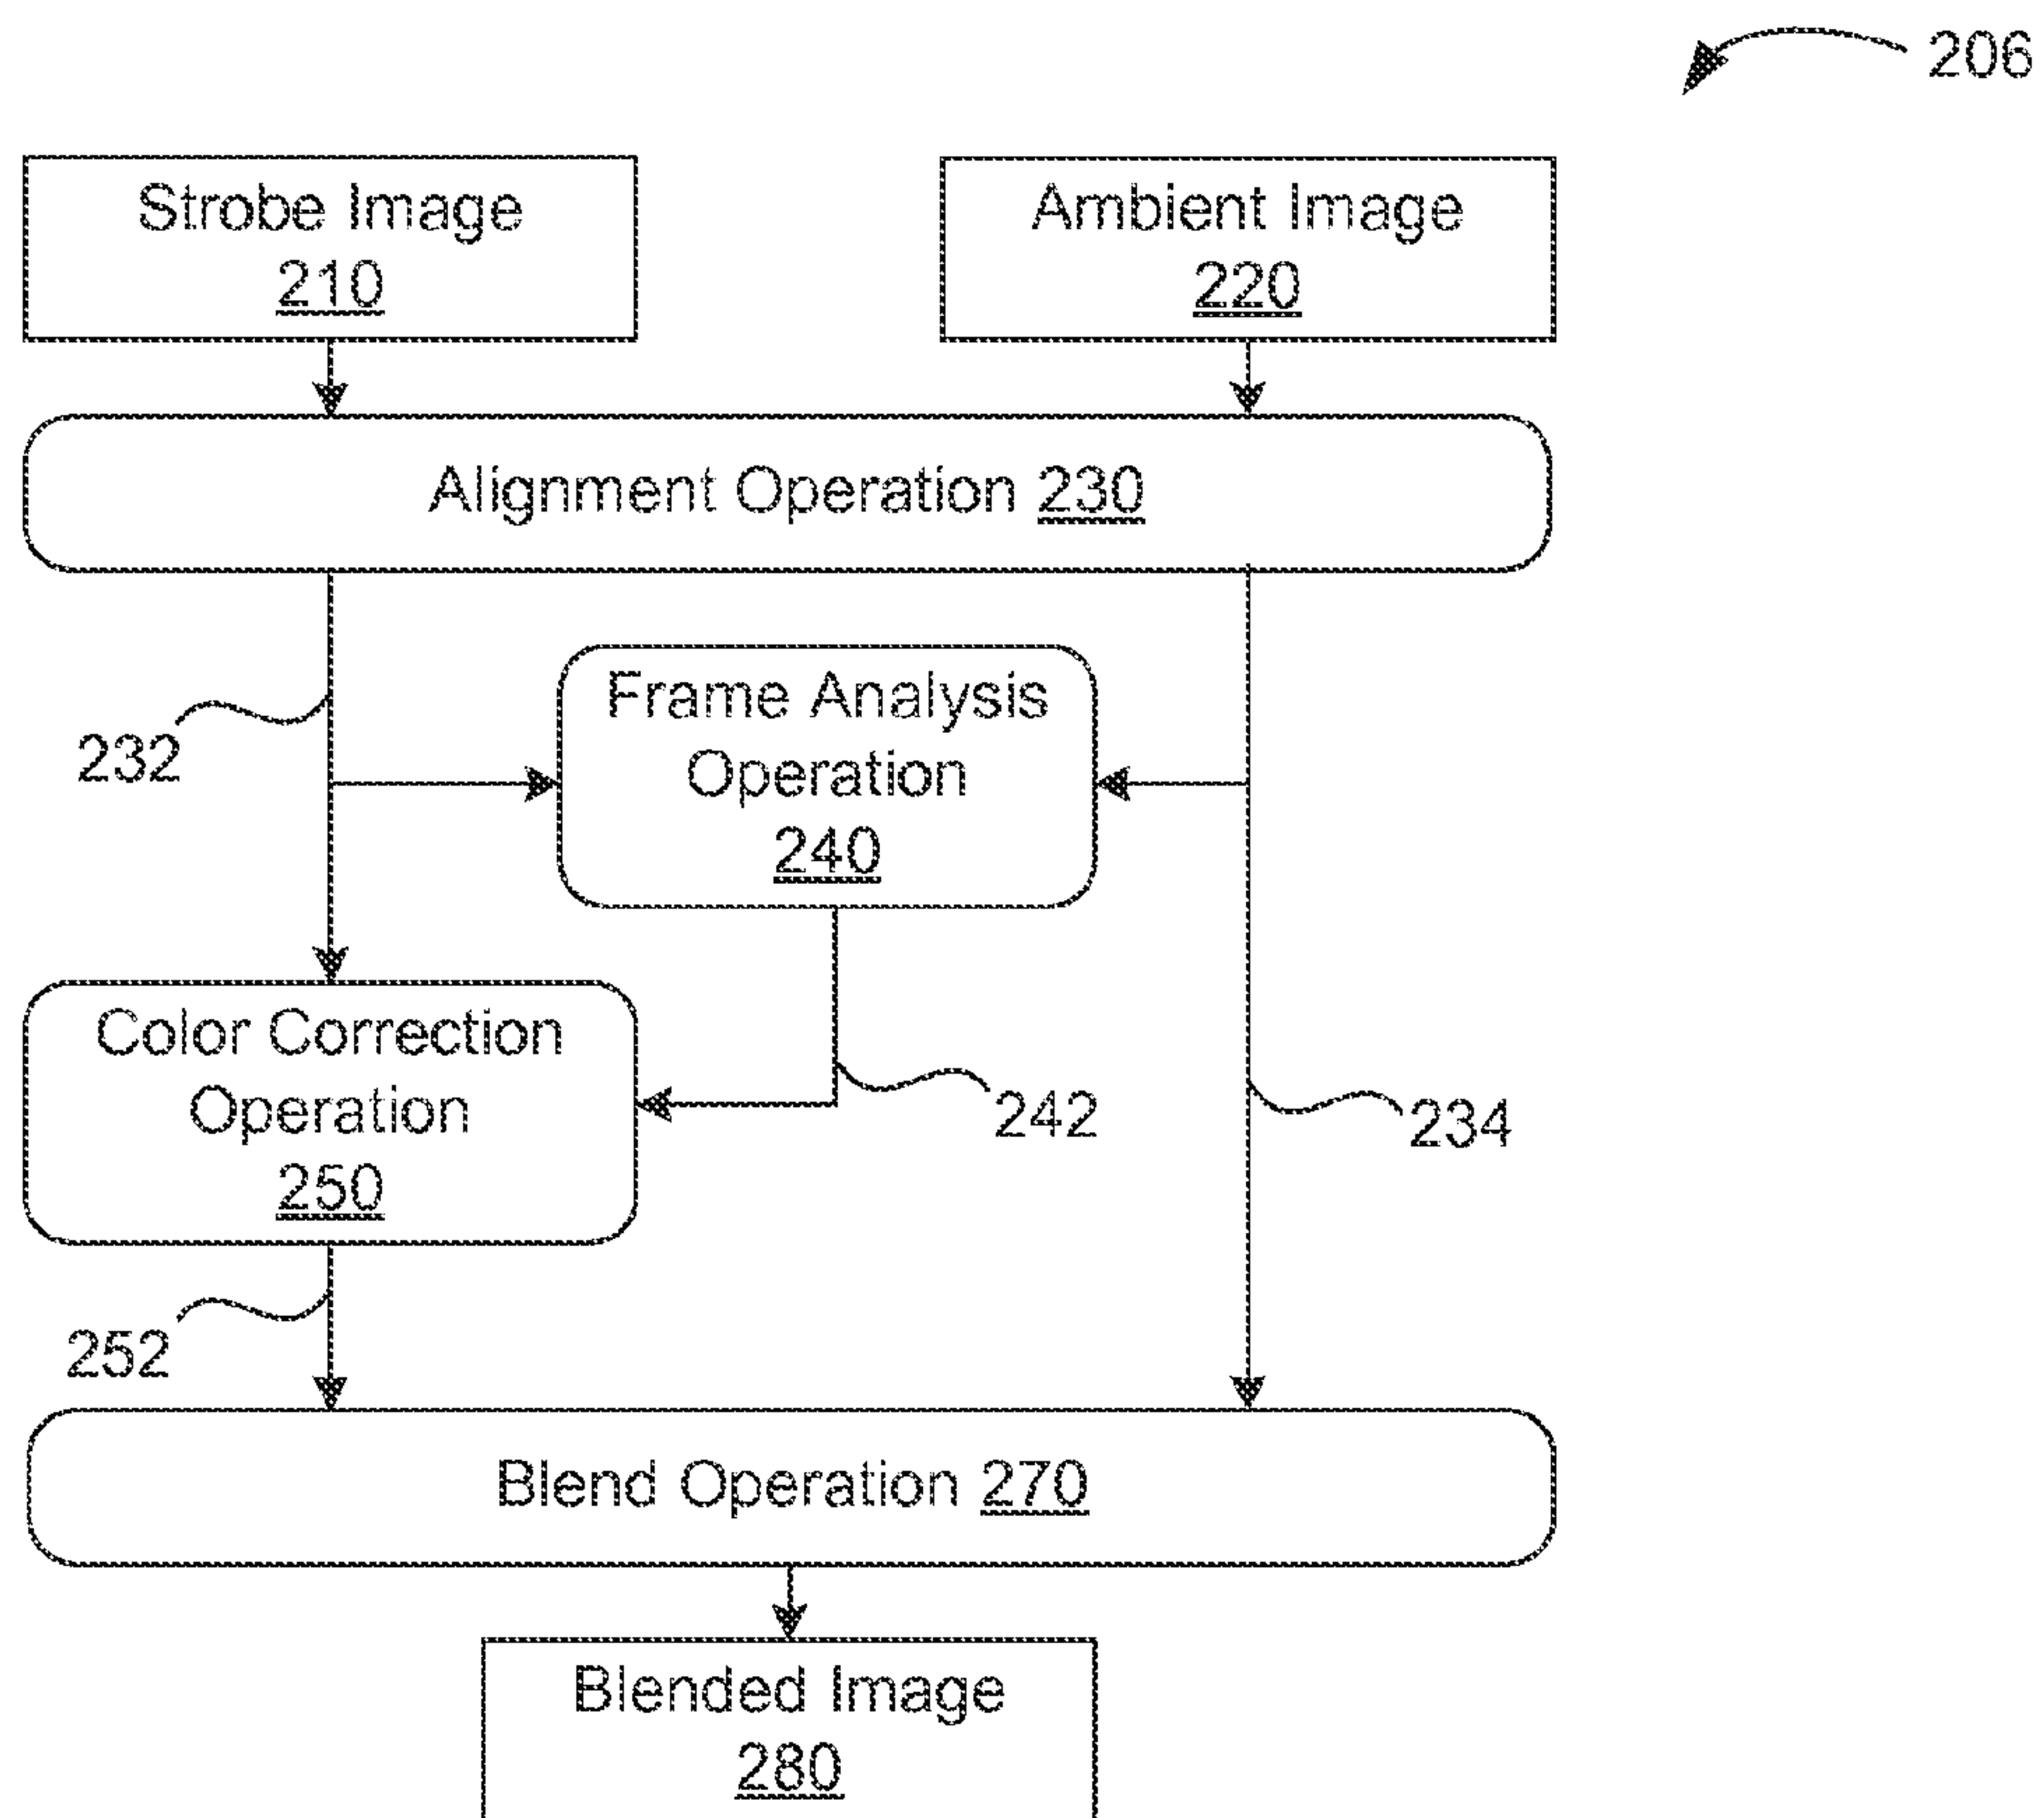 206
Strobe Image
210
Ambient Image
220
Alignment Operation 230
Frame Analysis
Operation
240
232
Color Correction
Operation
250
242
234
252
Blend Operation 270
Blended Image
280